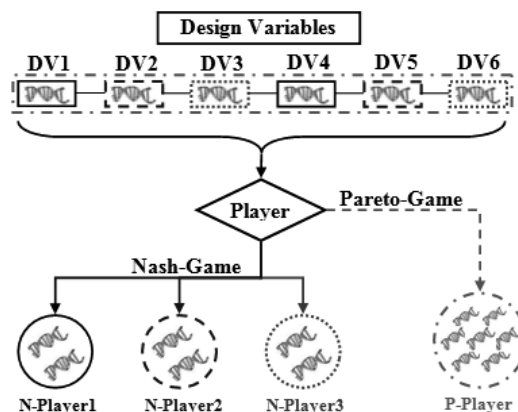 Design Variables
DV1 DV2 DV3 DV4 DV5 DV6
Player
Pareto-Game
Nash-Game
N-Player1 N-Player2 N-Player3 P-Player